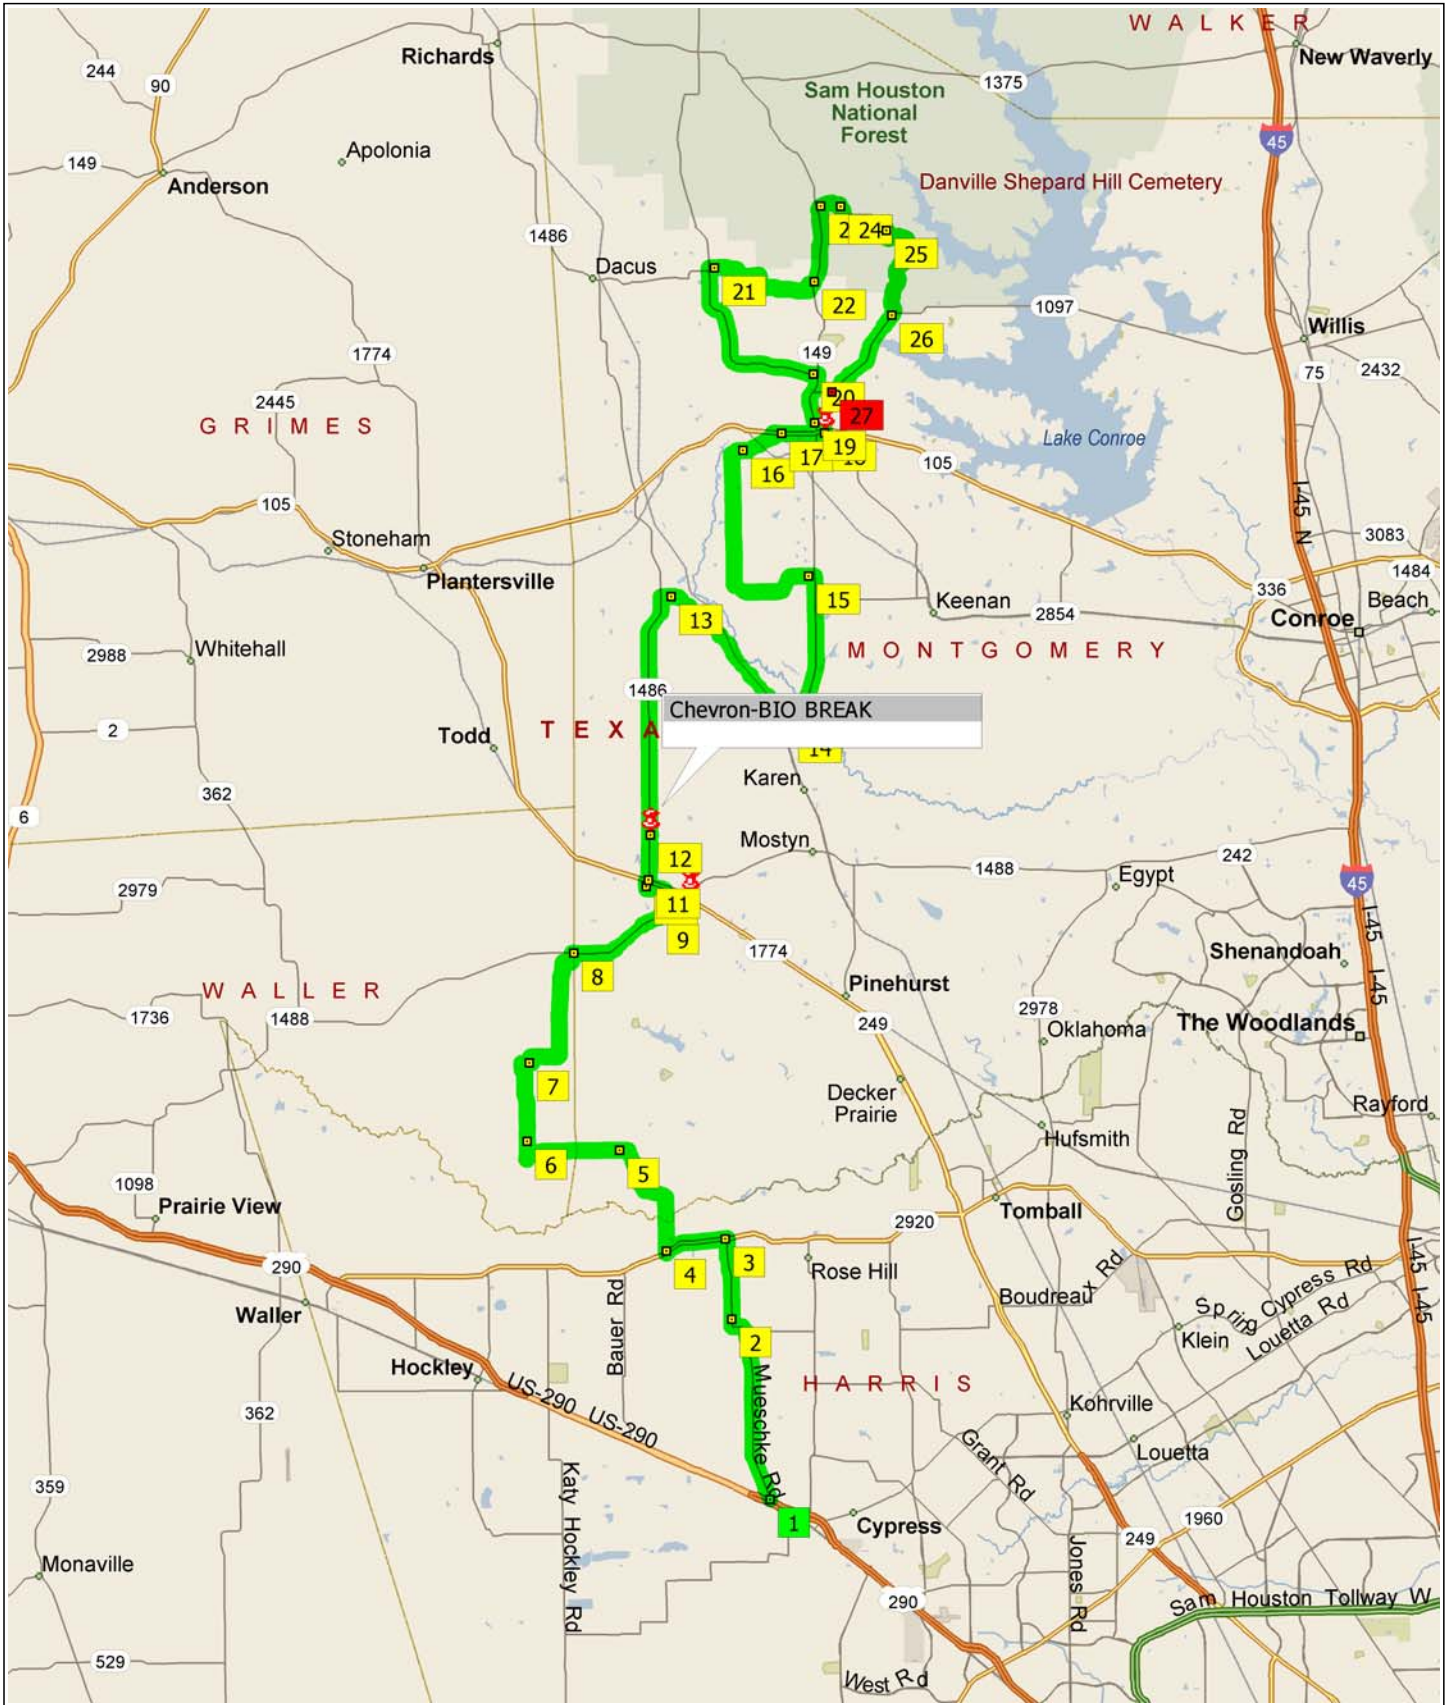 W A L K E R
Richards
New Waverly
244
90
1375
Sam Houston
National
Forest
45
149
Apolonia
Anderson
Danville Shepard Hill Cemetery
1486
24
25
Dacus
21
22
1097
26
Willis
149
1774
75
2432
2445
20
27
G R I M E S
Lake Conroe
19
17
16
105
I-45 N
105
Stoneham
3083
1484
Plantersville
336
Beach
15
Keenan
2854
Conroe
13
Whitehall
2988
M O N T G O M E R Y
1486
Chevron-BIO BREAK
2
Todd
T E X A
14
Karen
362
6
Mostyn
12
242
1488
Egypt
2979
45
11
I-45
9
1774
Shenandoah
8
I-45
W A L L E R
Pinehurst
1736
1488
249
2978
Oklahoma
The Woodlands
7
Decker
Prairie
Rayford
Hufsmith
6
5
Gosling Rd
1098
Prairie View
Tomball
2920
290
3
4
Rose Hill
Boudreaux Rd
Spring Cypress Rd
I-45
Waller
Bauer Rd
Klein
Louetta Rd
I-45
2
Hockley
US-290
US-290
Mueschke Rd
H A R R I S
362
Kohrville
Grant Rd
Louetta
359
Katy Hockley Rd
1
Cypress
1960
249
Monaville
Jones Rd
290
Sam Houston Tollway W
529
West Rd